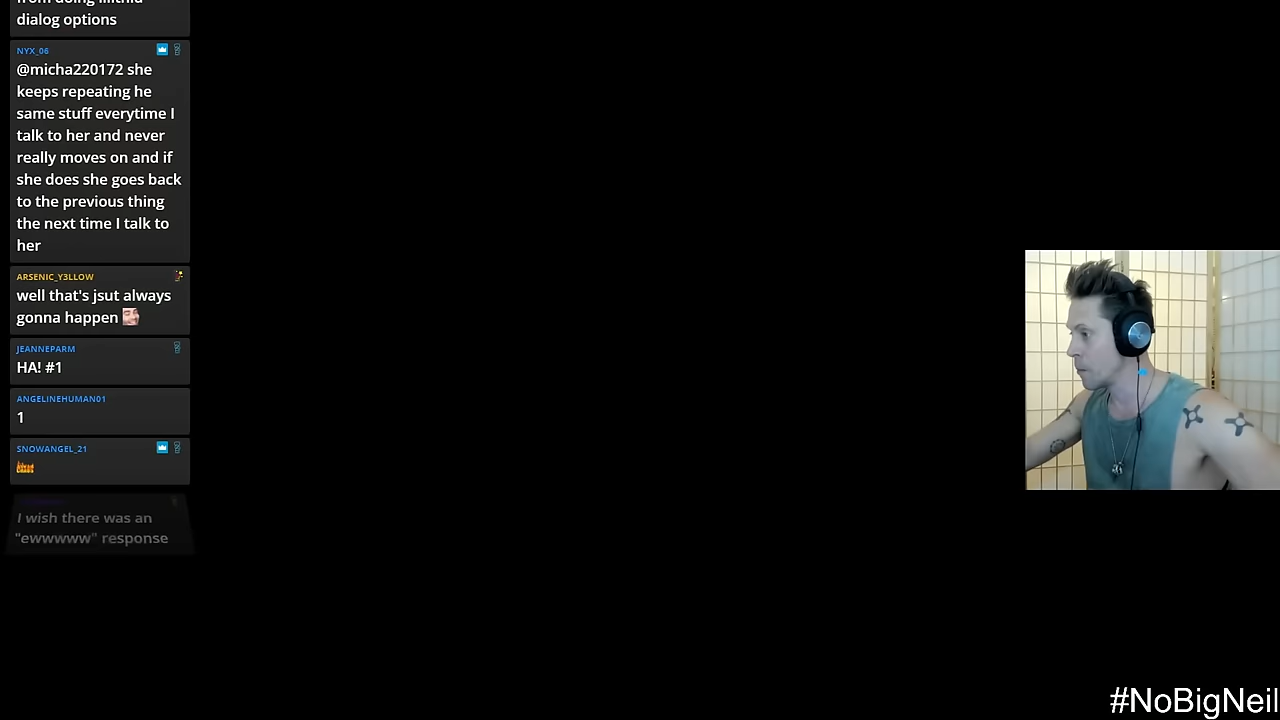 dialog options
NYX_06
@micha220172 she
keeps repeating he
same stuff everytime I
talk to her and never
really moves on and if
she does she goes back
to the previous thing
the next time I talk to
her
ARSENIC_Y3LLOW
well that's jsut always
gonna happen
JEANNEPARM
HA! #1
ANGELINEHUMAN01
1
SNOWANGEL_21
I wish there was an
"ewwwww" response
#NoBigNeil